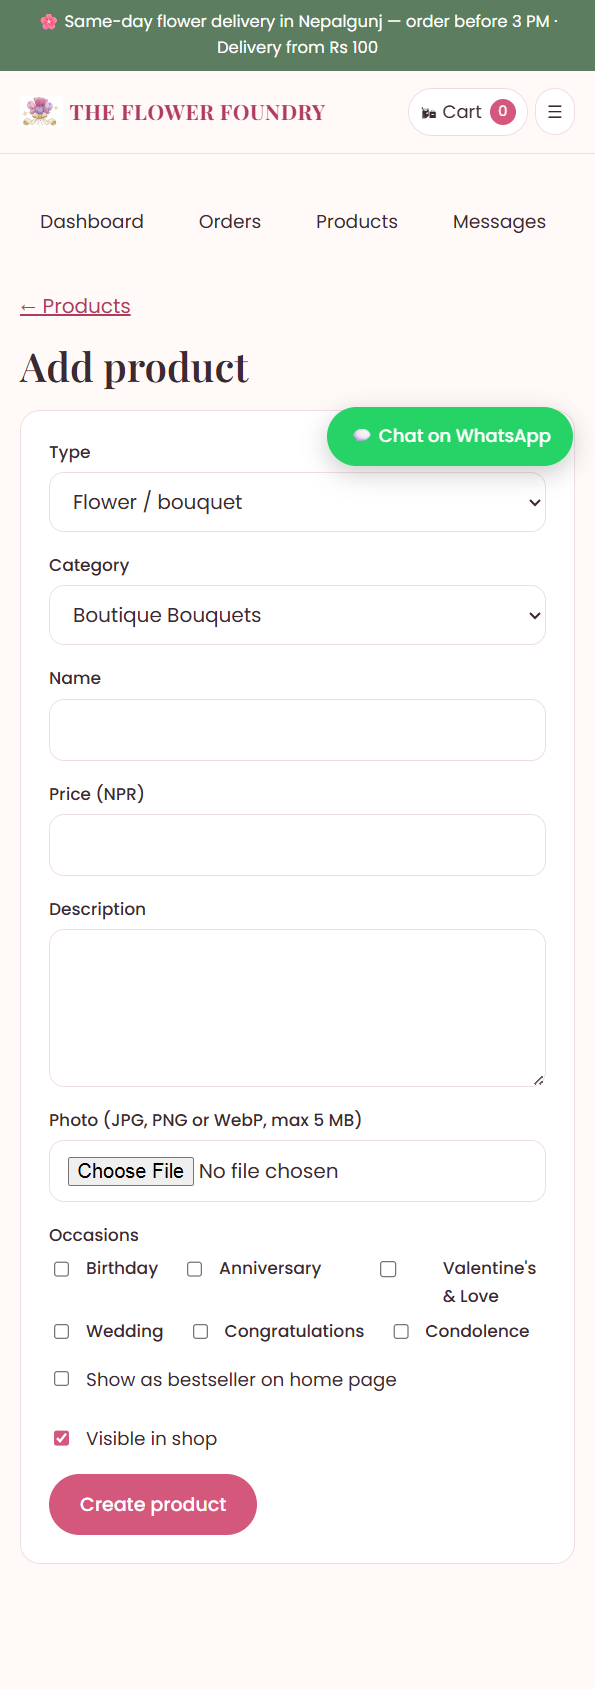 🌸 Same-day flower delivery in Nepalgunj — order before 3 PM ·
Delivery from Rs 100
THE FLOWER FOUNDRY
Cart 0
Dashboard Orders Products Messages
← Products
Add product
Chat on WhatsApp
Type
Flower / bouquet
Category
Boutique Bouquets
Name
Price (NPR)
Description
Photo (JPG, PNG or WebP, max 5 MB)
Choose File No file chosen
Occasions
Birthday Anniversary Valentine's
& Love
Wedding Congratulations Condolence
Show as bestseller on home page
Visible in shop
Create product